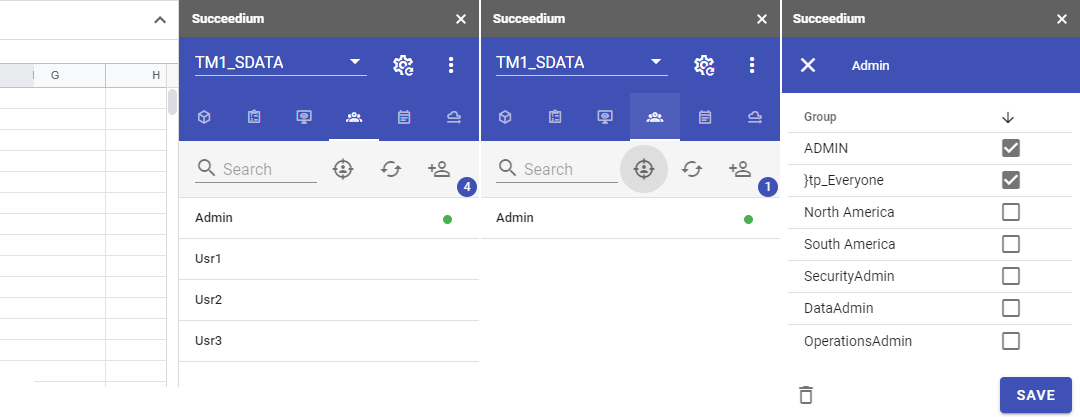 G H
Succeedium
TM1_SDATA
Search
4
Admin
Usr1
Usr2
Usr3
Succeedium
TM1_SDATA
Search
1
Admin
Succeedium
Admin
Group
ADMIN
}tp_Everyone
North America
South America
SecurityAdmin
DataAdmin
OperationsAdmin
SAVE